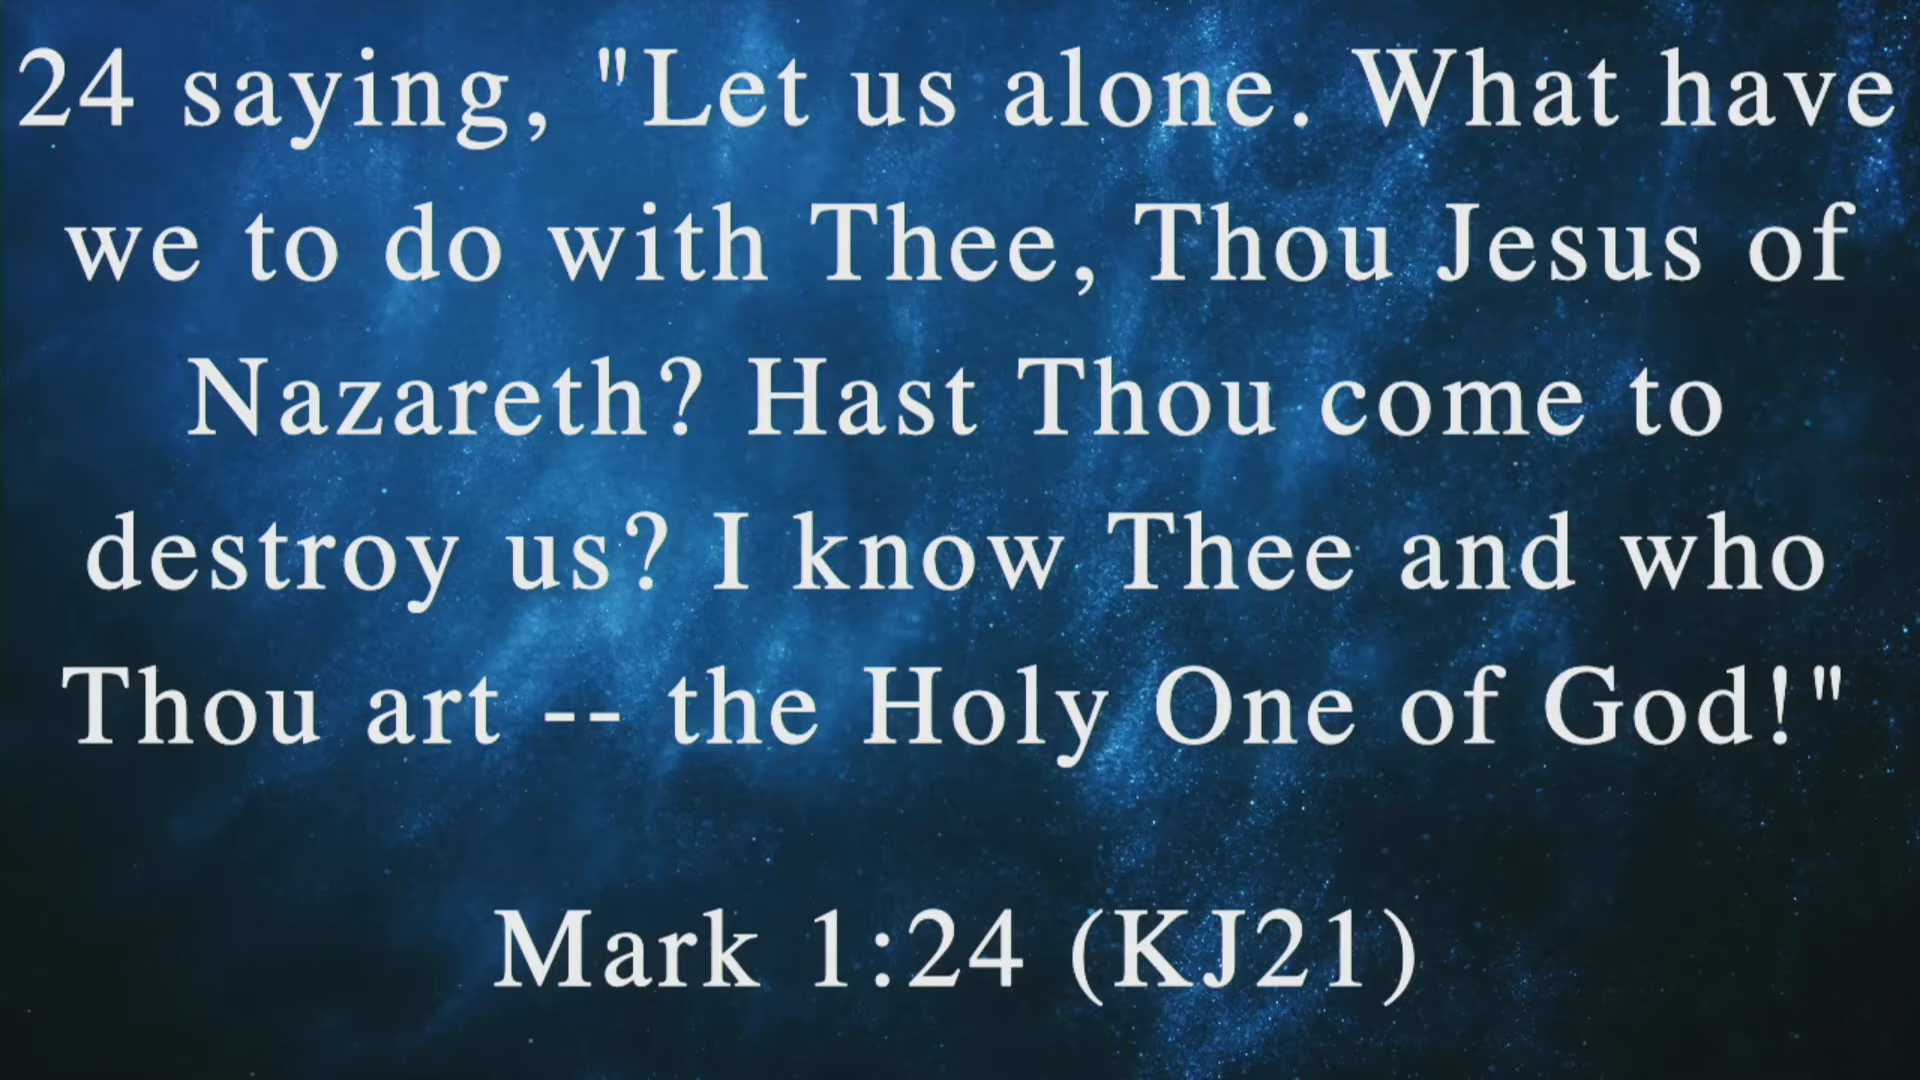 24 saying, "Let us alone. What have
we to do with Thee, Thou Jesus of
Nazareth? Hast Thou come to
destroy us? I know Thee and who
Thou art -- the Holy One of God!"
Mark 1:24 (KJ21)